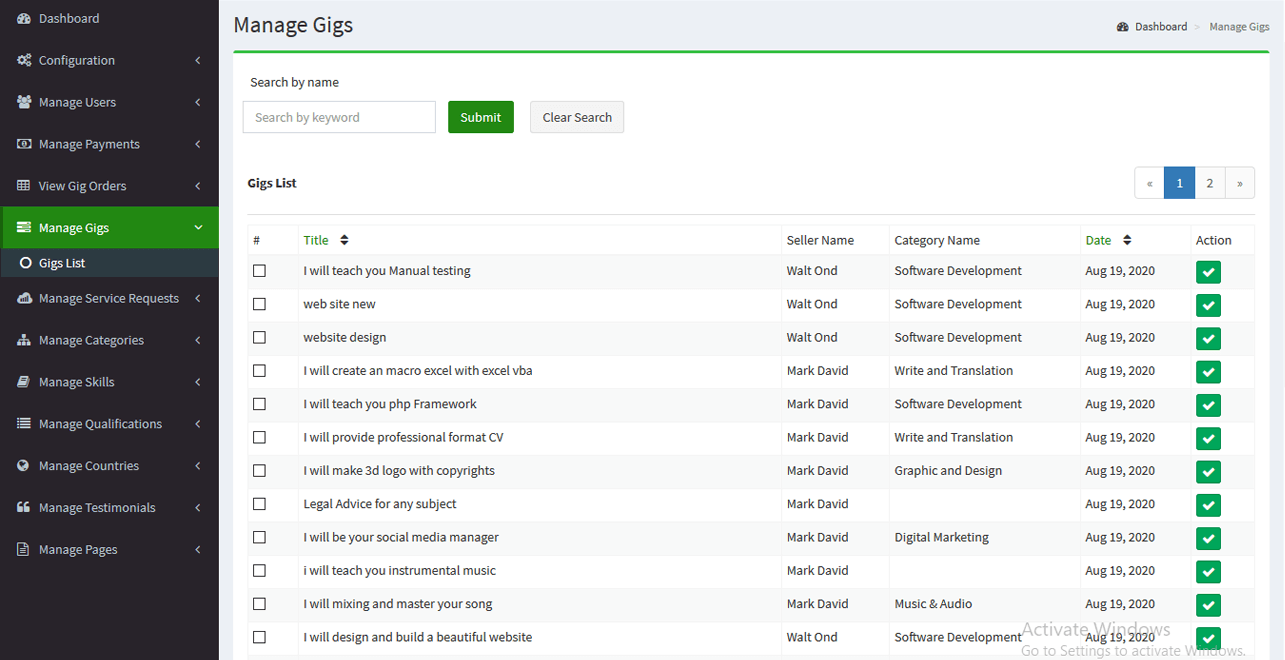 Dashboard
Configuration
Manage Users
Manage Payments
View Gig Orders
Manage Gigs
Gigs List
Manage Service Requests
Manage Categories
Manage Skills
Manage Qualifications
Manage Countries
Manage Testimonials
Manage Pages
Manage Gigs
Dashboard > Manage Gigs
Search by name
Search by keyword Submit Clear Search
Gigs List « 1 2 »
# Title Seller Name Category Name Date Action
I will teach you Manual testing Walt Ond Software Development Aug 19, 2020
web site new Walt Ond Software Development Aug 19, 2020
website design Walt Ond Software Development Aug 19, 2020
I will create an macro excel with excel vba Mark David Write and Translation Aug 19, 2020
I will teach you php Framework Mark David Software Development Aug 19, 2020
I will provide professional format CV Mark David Write and Translation Aug 19, 2020
I will make 3d logo with copyrights Mark David Graphic and Design Aug 19, 2020
Legal Advice for any subject Mark David Aug 19, 2020
I will be your social media manager Mark David Digital Marketing Aug 19, 2020
i will teach you instrumental music Mark David Aug 19, 2020
I will mixing and master your song Mark David Music & Audio Aug 19, 2020
I will design and build a beautiful website Walt Ond Software Development Aug 19, 2020
Activate Windows
Go to Settings to activate Windows.